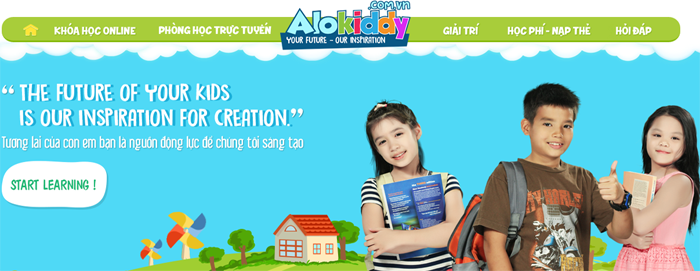 KHÓA HỌC ONLINE
PHÒNG HỌC TRỰC TUYẾN
Alokiddy.com.vn
YOUR FUTURE - OUR INSPIRATION
GIẢI TRÍ
HỌC PHÍ - NẠP THẺ
HỎI ĐÁP
“ THE FUTURE OF YOUR KIDS
IS OUR INSPIRATION FOR CREATION.”
Tương lai của con em bạn là nguồn động lực để chúng tôi sáng tạo
START LEARNING !